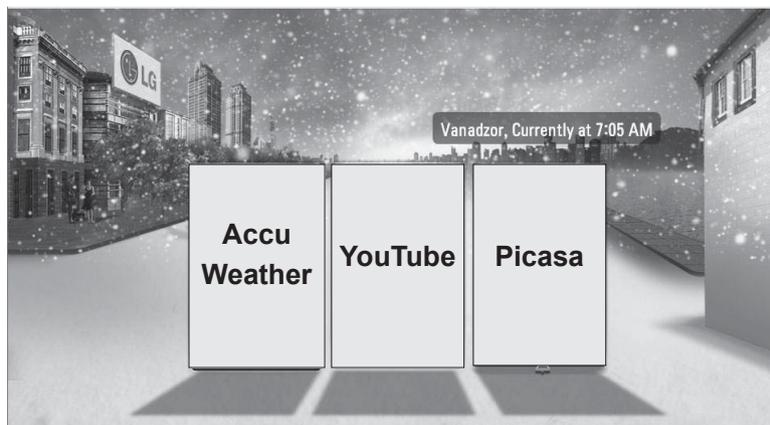 LG
Vanadzor, Currently at 7:05 AM
Accu
Weather
YouTube
Picasa